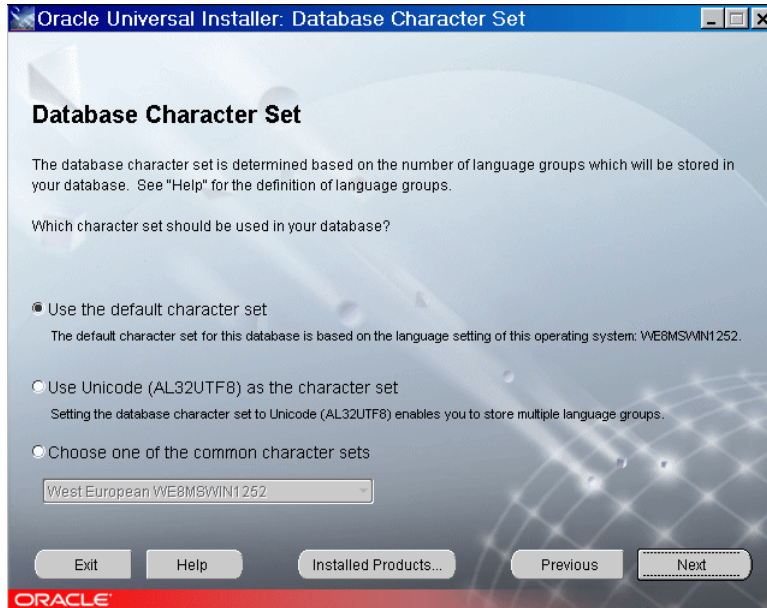 Oracle Universal Installer: Database Character Set
Database Character Set
The database character set is determined based on the number of language groups which will be stored in
your database. See "Help" for the definition of language groups.
Which character set should be used in your database?
Use the default character set
The default character set for this database is based on the language setting of this operating system: WE8MSWIN1252.
Use Unicode (AL32UTF8) as the character set
Setting the database character set to Unicode (AL32UTF8) enables you to store multiple language groups.
Choose one of the common character sets
West European WE8MSWIN1252
Exit Help Installed Products... Previous Next
ORACLE